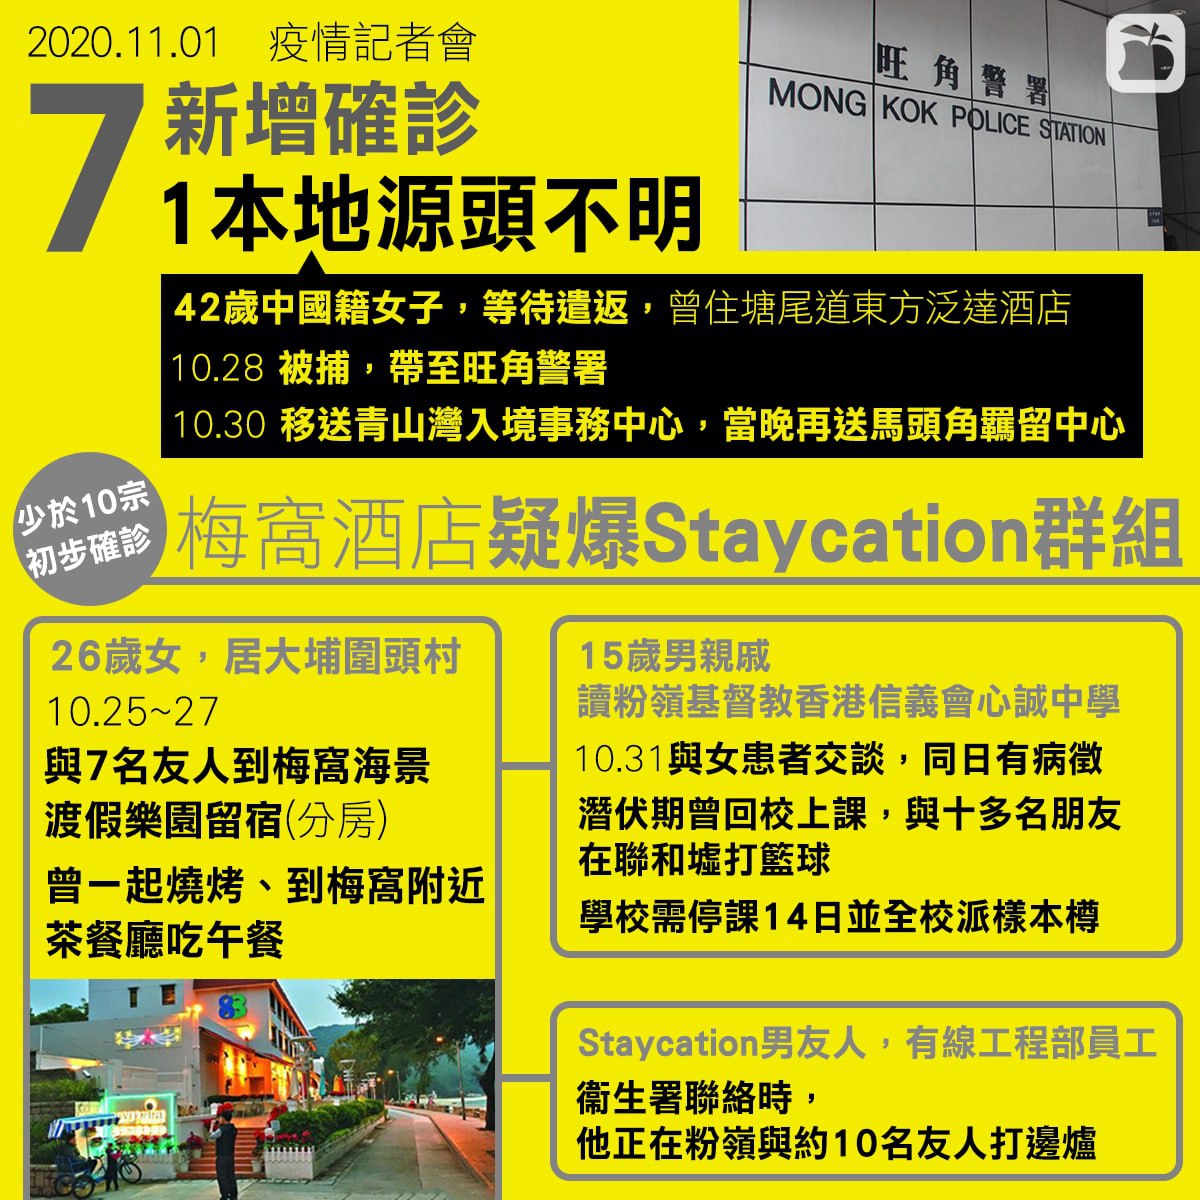 2020.11.01 疫情記者會
7 新增確診
1本地源頭不明
旺角警署
MONG KOK POLICE STATION
42歲中國籍女子，等待遣返，曾住塘尾道東方泛達酒店
10.28 被捕，帶至旺角警署
10.30 移送青山灣入境事務中心，當晚再送馬頭角羈留中心
少於10宗
初步確診
梅窩酒店疑爆Staycation群組
26歲女，居大埔圍頭村
10.25~27
與7名友人到梅窩海景
渡假樂園留宿(分房)
曾一起燒烤、到梅窩附近
茶餐廳吃午餐
83
15歲男親戚
讀粉嶺基督教香港信義會心誠中學
10.31與女患者交談，同日有病徵
潛伏期曾回校上課，與十多名朋友
在聯和墟打籃球
學校需停課14日並全校派樣本樽
Staycation男友人，有線工程部員工
衞生署聯絡時，
他正在粉嶺與約10名友人打邊爐